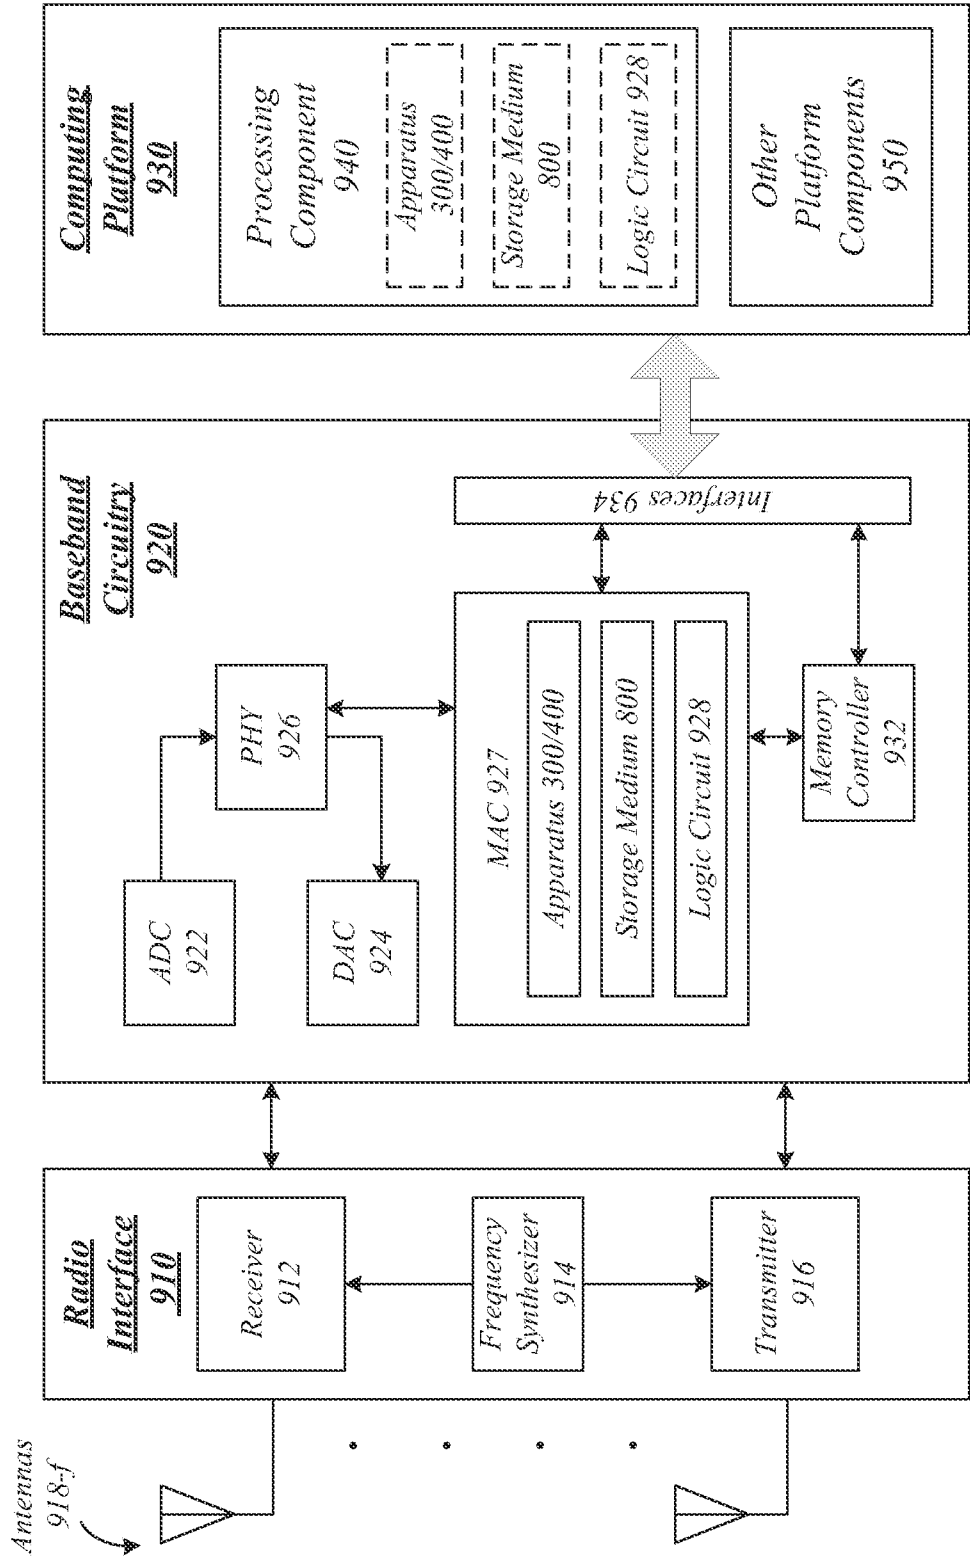 Antennas
918-f
Radio
Interface
910
Receiver
912
Frequency
Synthesizer
914
Transmitter
916
Baseband
Circuitry
920
ADC
922
PHY
926
DAC
924
MAC 927
Apparatus 300/400
Storage Medium 800
Logic Circuit 928
Memory
Controller
932
Interfaces 934
Computing
Platform
930
Processing
Component
940
Apparatus
300/400
Storage Medium
800
Logic Circuit 928
Other
Platform
Components
950